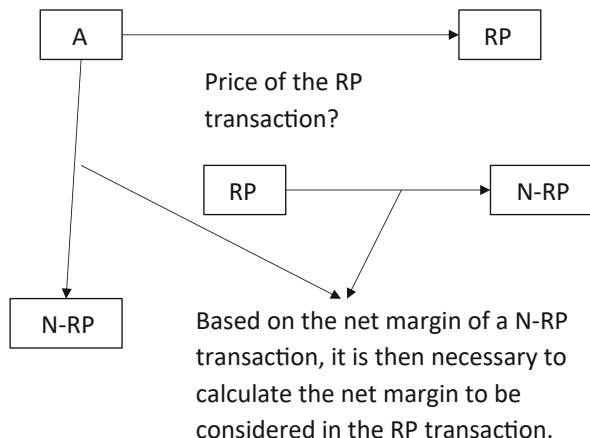 A
RP
Price of the RP
transaction?
RP
N-RP
N-RP
Based on the net margin of a N-RP
transaction, it is then necessary to
calculate the net margin to be
considered in the RP transaction.